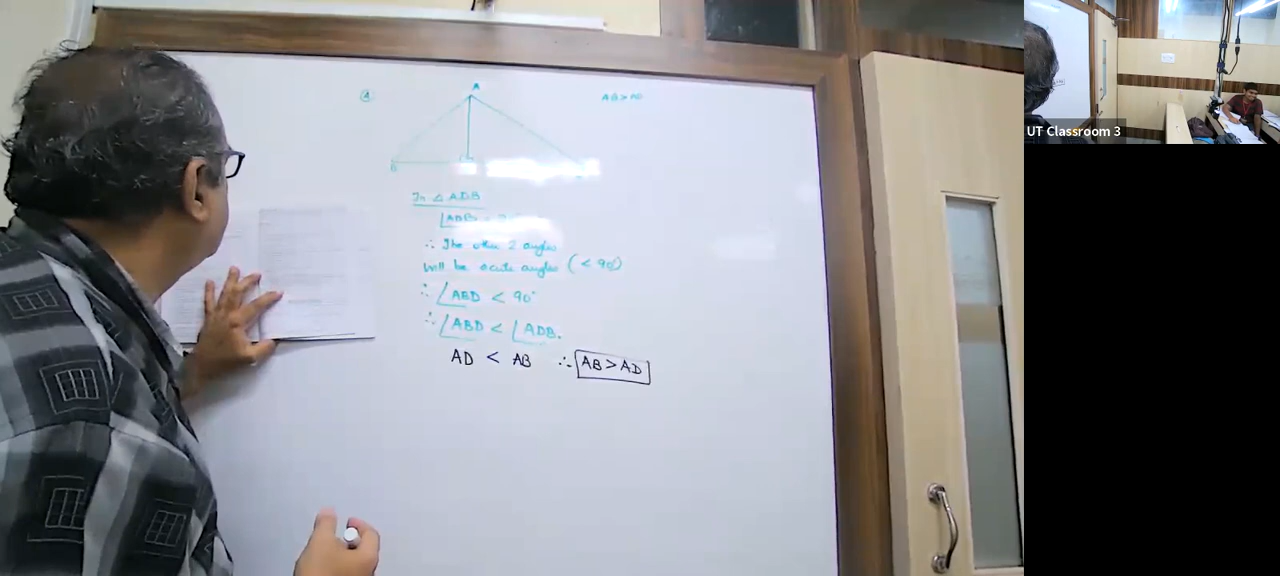 A
AB > AD
B
In △ ADB
∠ADB =
∴ The other 2 angles
will be acute angles (< 90°)
∴ ∠ABD < 90°
∴ ∠ABD < ∠ADB.
AD < AB ∴ AB > AD
UT Classroom 3